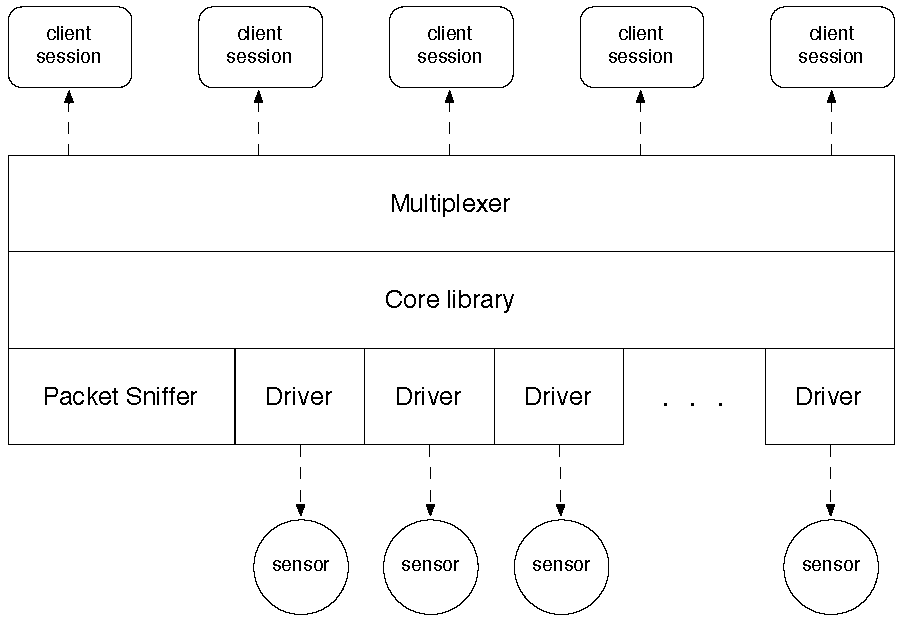 client
session
client
session
client
session
client
session
client
session
Multiplexer
Core library
Packet Sniffer
Driver
Driver
Driver
. . .
Driver
sensor
sensor
sensor
sensor